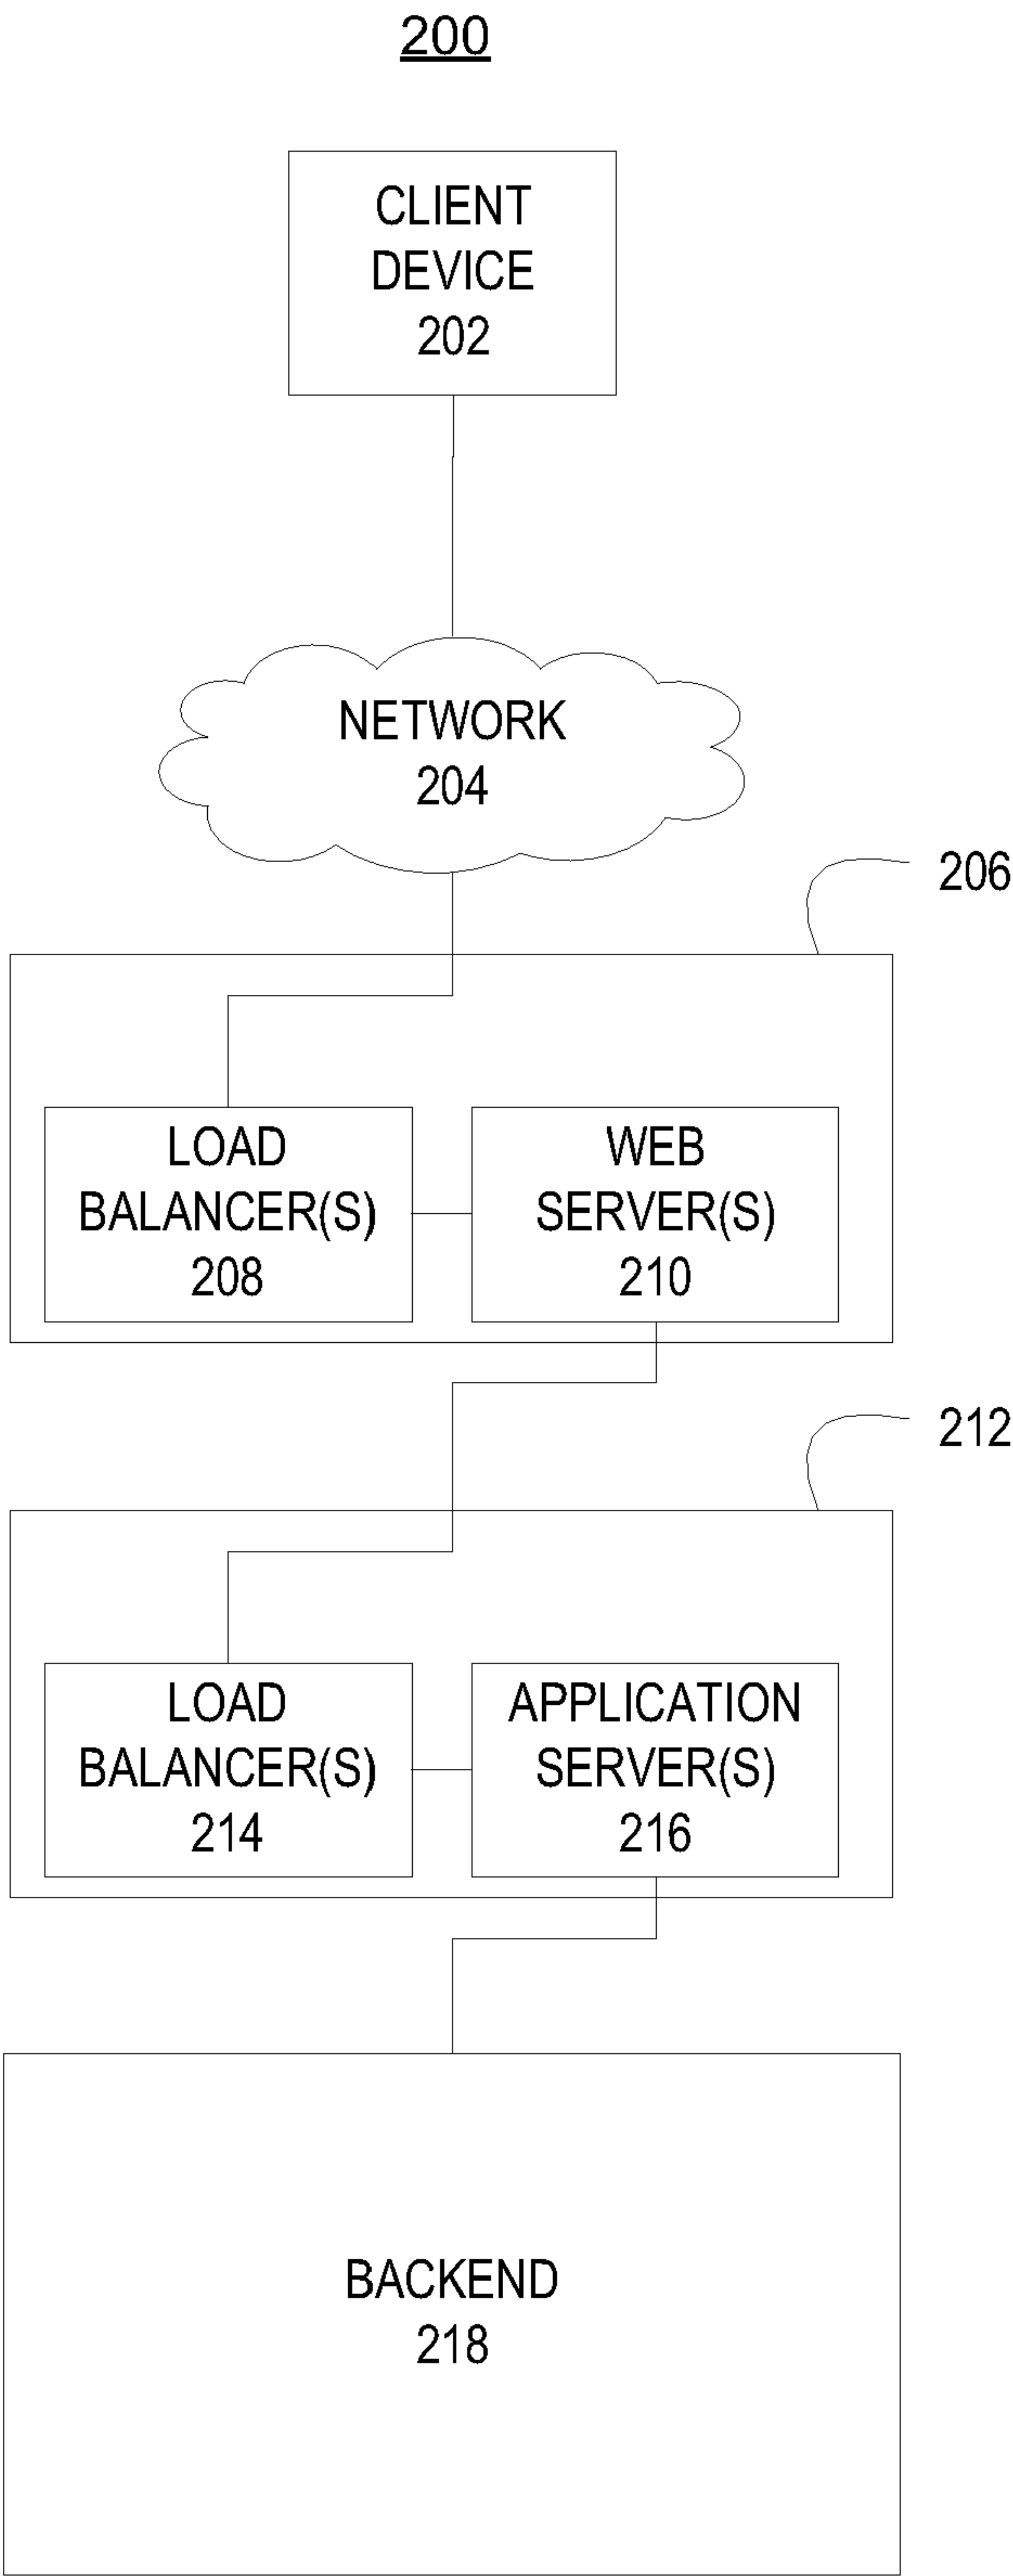 200
CLIENT
DEVICE
202
NETWORK
204
206
LOAD
BALANCER(S)
208
WEB
SERVER(S)
210
212
LOAD
BALANCER(S)
214
APPLICATION
SERVER(S)
216
BACKEND
218